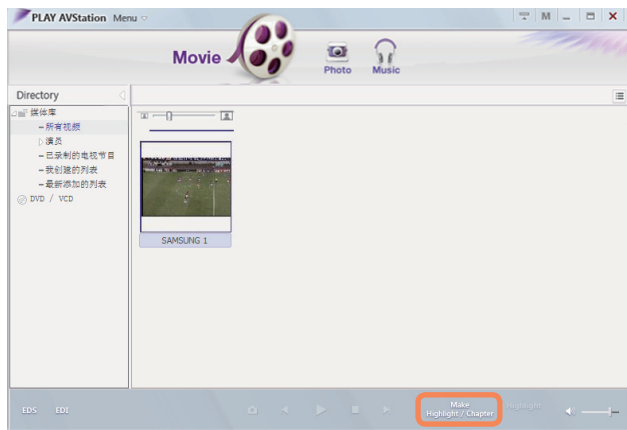 PLAY AVStation Menu
M
Movie
Photo
Music
Directory
媒体库
所有视频
演员
已录制的电视节目
我创建的列表
最新添加的列表
DVD / VCD
SAMSUNG 1
EDS EDI
Make
Highlight / Chapter
Highlight